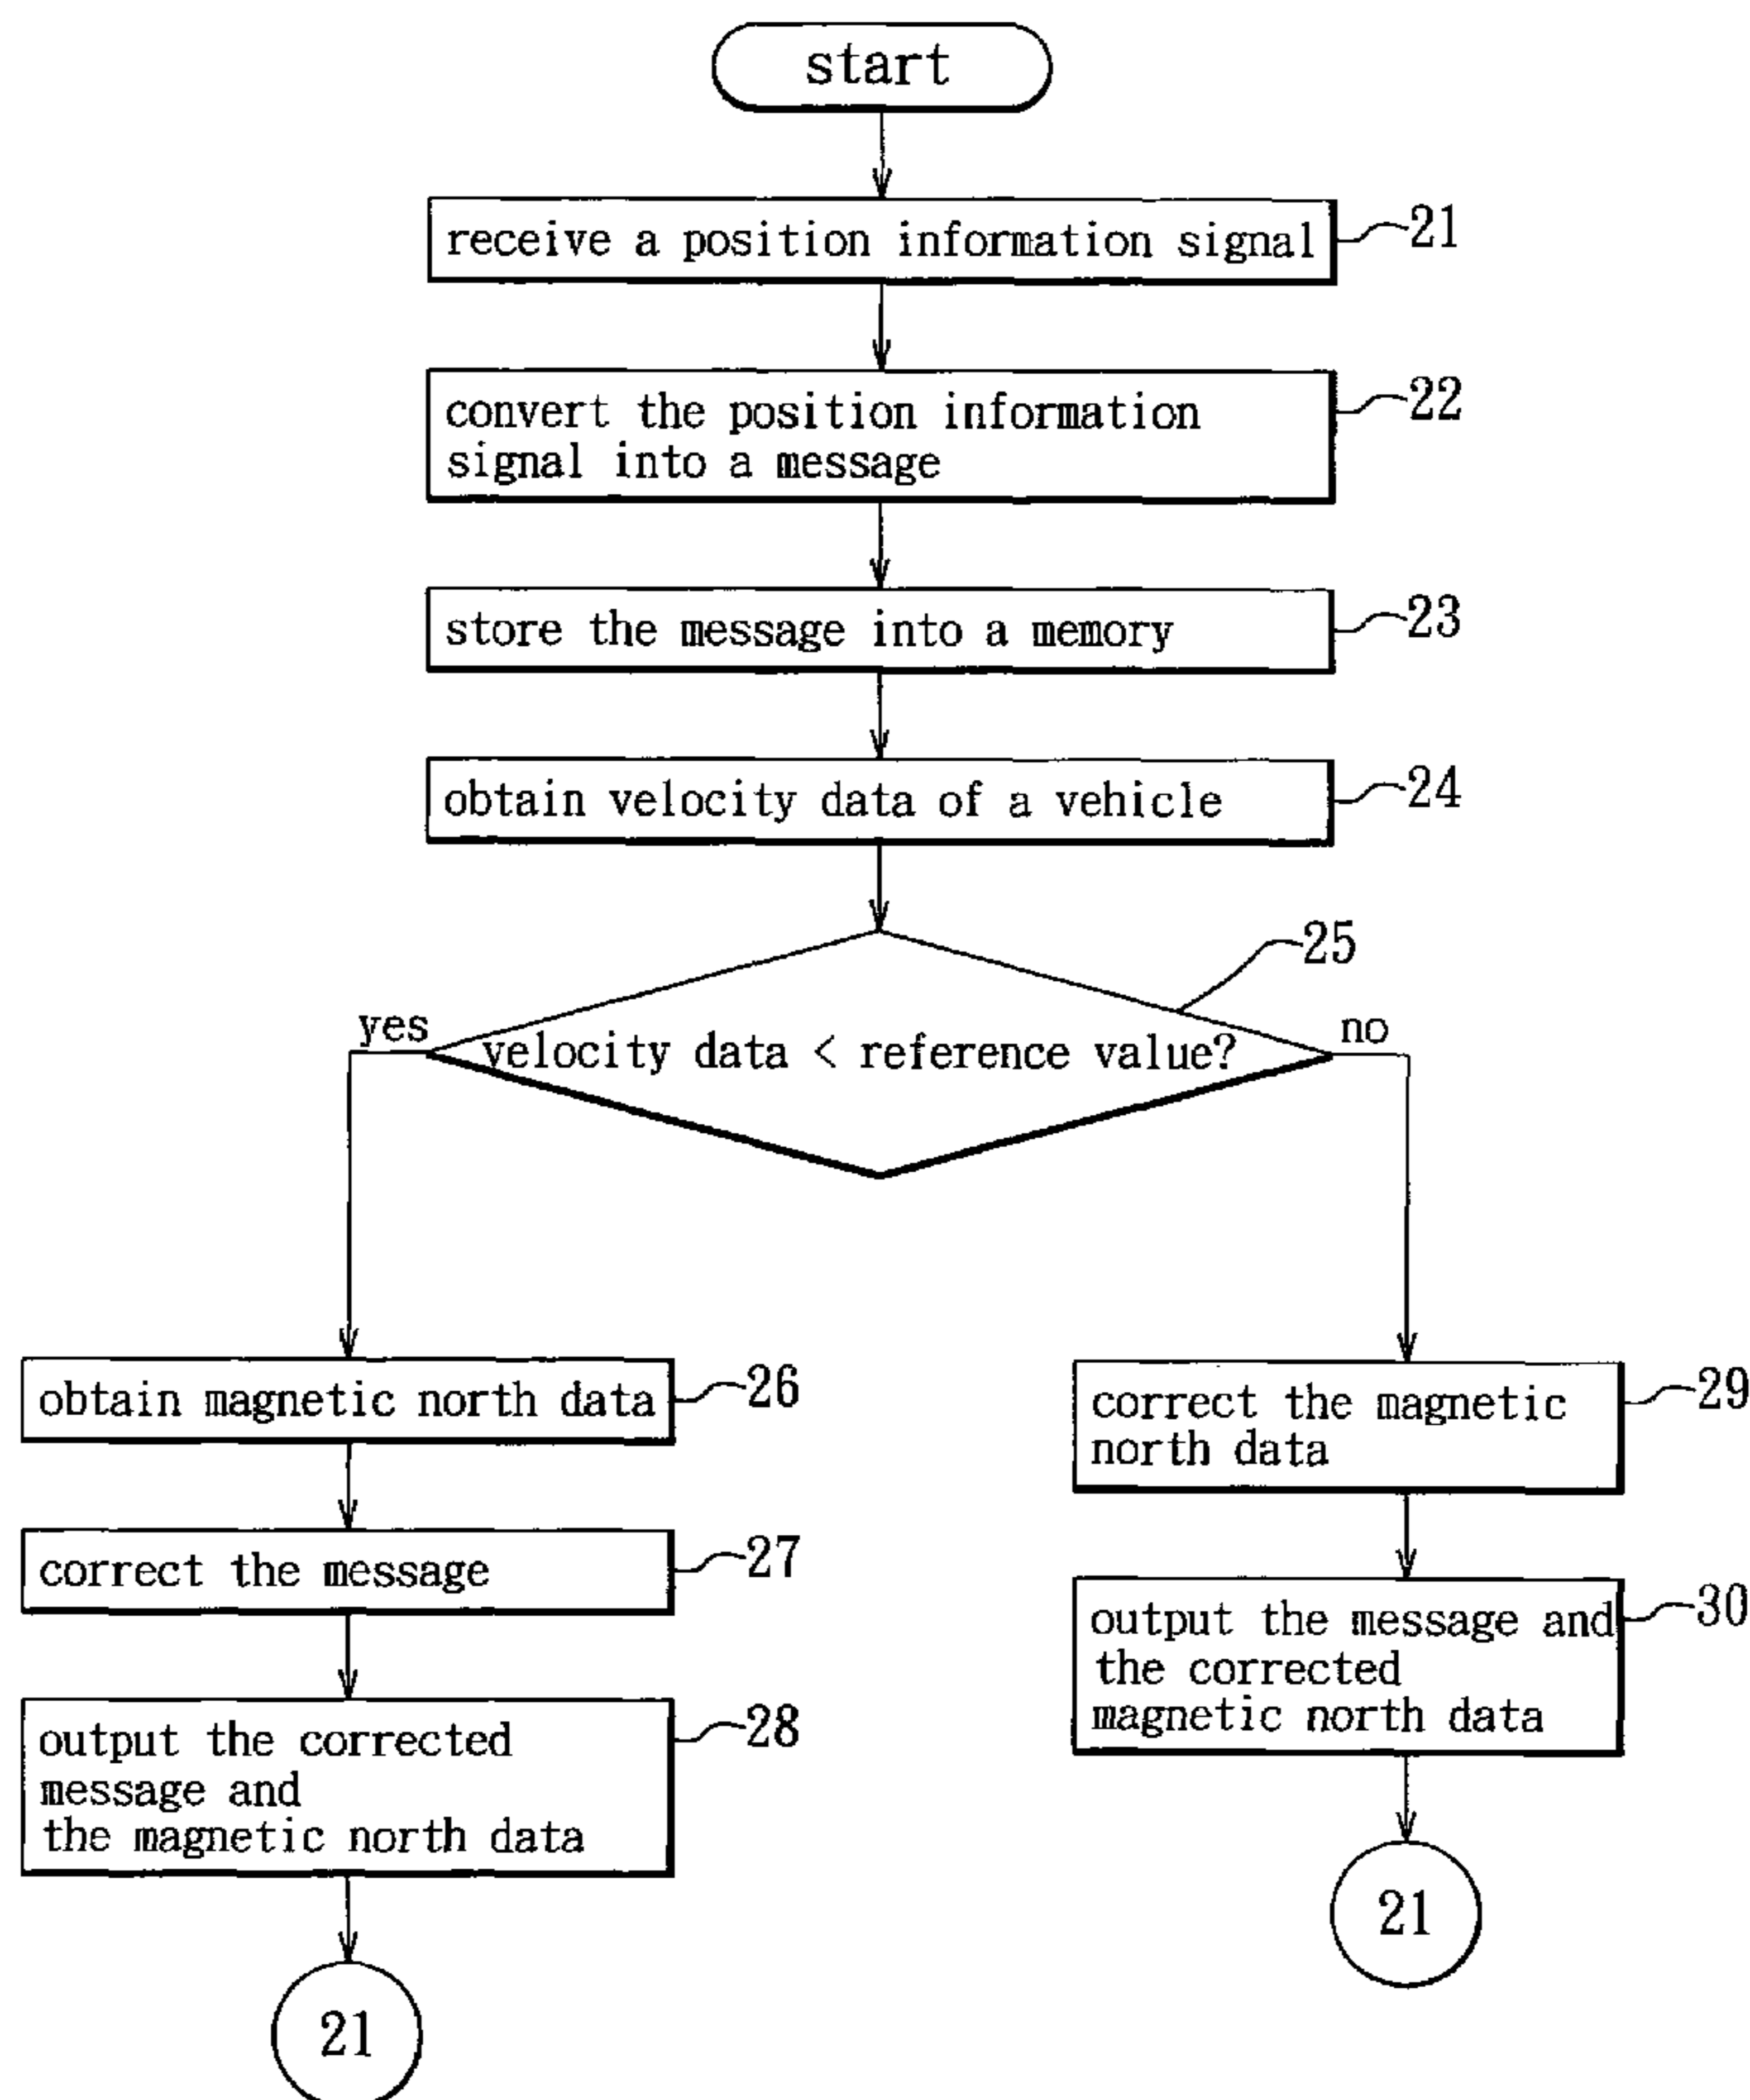 start
receive a position information signal
21
convert the position information
signal into a message
22
store the message into a memory
23
obtain velocity data of a vehicle
24
25
yes
velocity data < reference value?
no
obtain magnetic north data
26
correct the message
27
output the corrected
message and
the magnetic north data
28
21
correct the magnetic
north data
29
output the message and
the corrected
magnetic north data
30
21